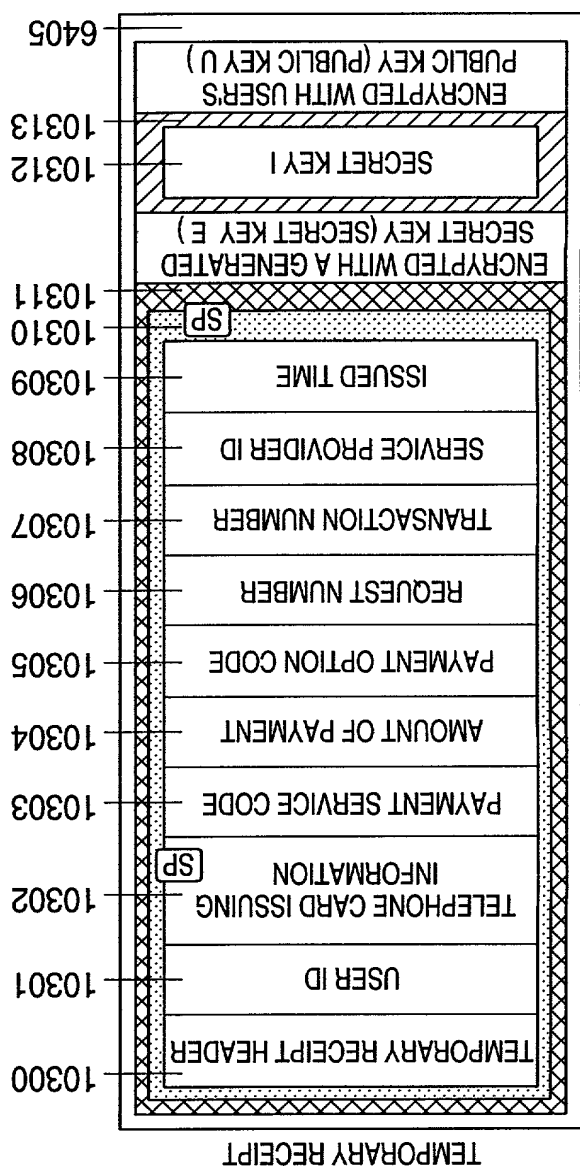 TEMPORARY RECEIPT
TEMPORARY RECEIPT HEADER 10300
USER ID 10301
TELEPHONE CARD ISSUING
INFORMATION 10302
SP
PAYMENT SERVICE CODE 10303
AMOUNT OF PAYMENT 10304
PAYMENT OPTION CODE 10305
REQUEST NUMBER 10306
TRANSACTION NUMBER 10307
SERVICE PROVIDER ID 10308
ISSUED TIME 10309
SP 10310
10311
ENCRYPTED WITH A GENERATED
SECRET KEY (SECRET KEY E )
SECRET KEY I 10312
10313
ENCRYPTED WITH USER'S
PUBLIC KEY (PUBLIC KEY U )
6405